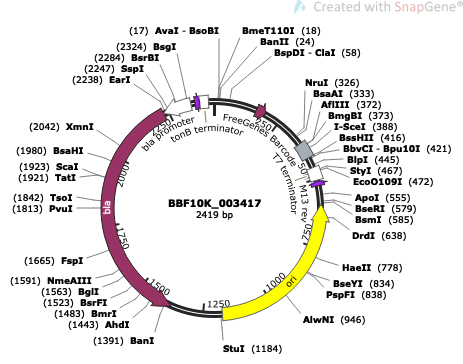 Created with SnapGene®
(17) AvaI - BsoBI
BmeT110I (18)
(2324) BsgI
BanII (24)
(2284) BsrBI
BspDI - ClaI (58)
(2247) SspI
(2238) EarI
NruI (326)
BsaAI (333)
AflIII (372)
BmgBI (373)
I-SceI (388)
BssHII (416)
BbvCI - Bpu10I (421)
BlpI (445)
StyI (467)
EcoO109I (472)
ApoI (555)
BseRI (579)
BsmI (585)
DrdI (638)
HaeII (778)
BseYI (834)
PspFI (838)
AlwNI (946)
StuI (1184)
(2042) XmnI
(1980) BsaHI
(1923) ScaI
(1921) TatI
(1842) TsoI
(1813) PvuI
(1665) FspI
(1591) NmeAIII
(1563) BglI
(1523) BsrFI
(1483) BmrI
(1443) AhdI
(1391) BanI
bla promoter
tonB terminator
FreeGenes Barcode
T7 terminator
M13 rev
bla
ori
250
750
1000
1250
1500
1750
2000
2250
BBF10K_003417
2419 bp